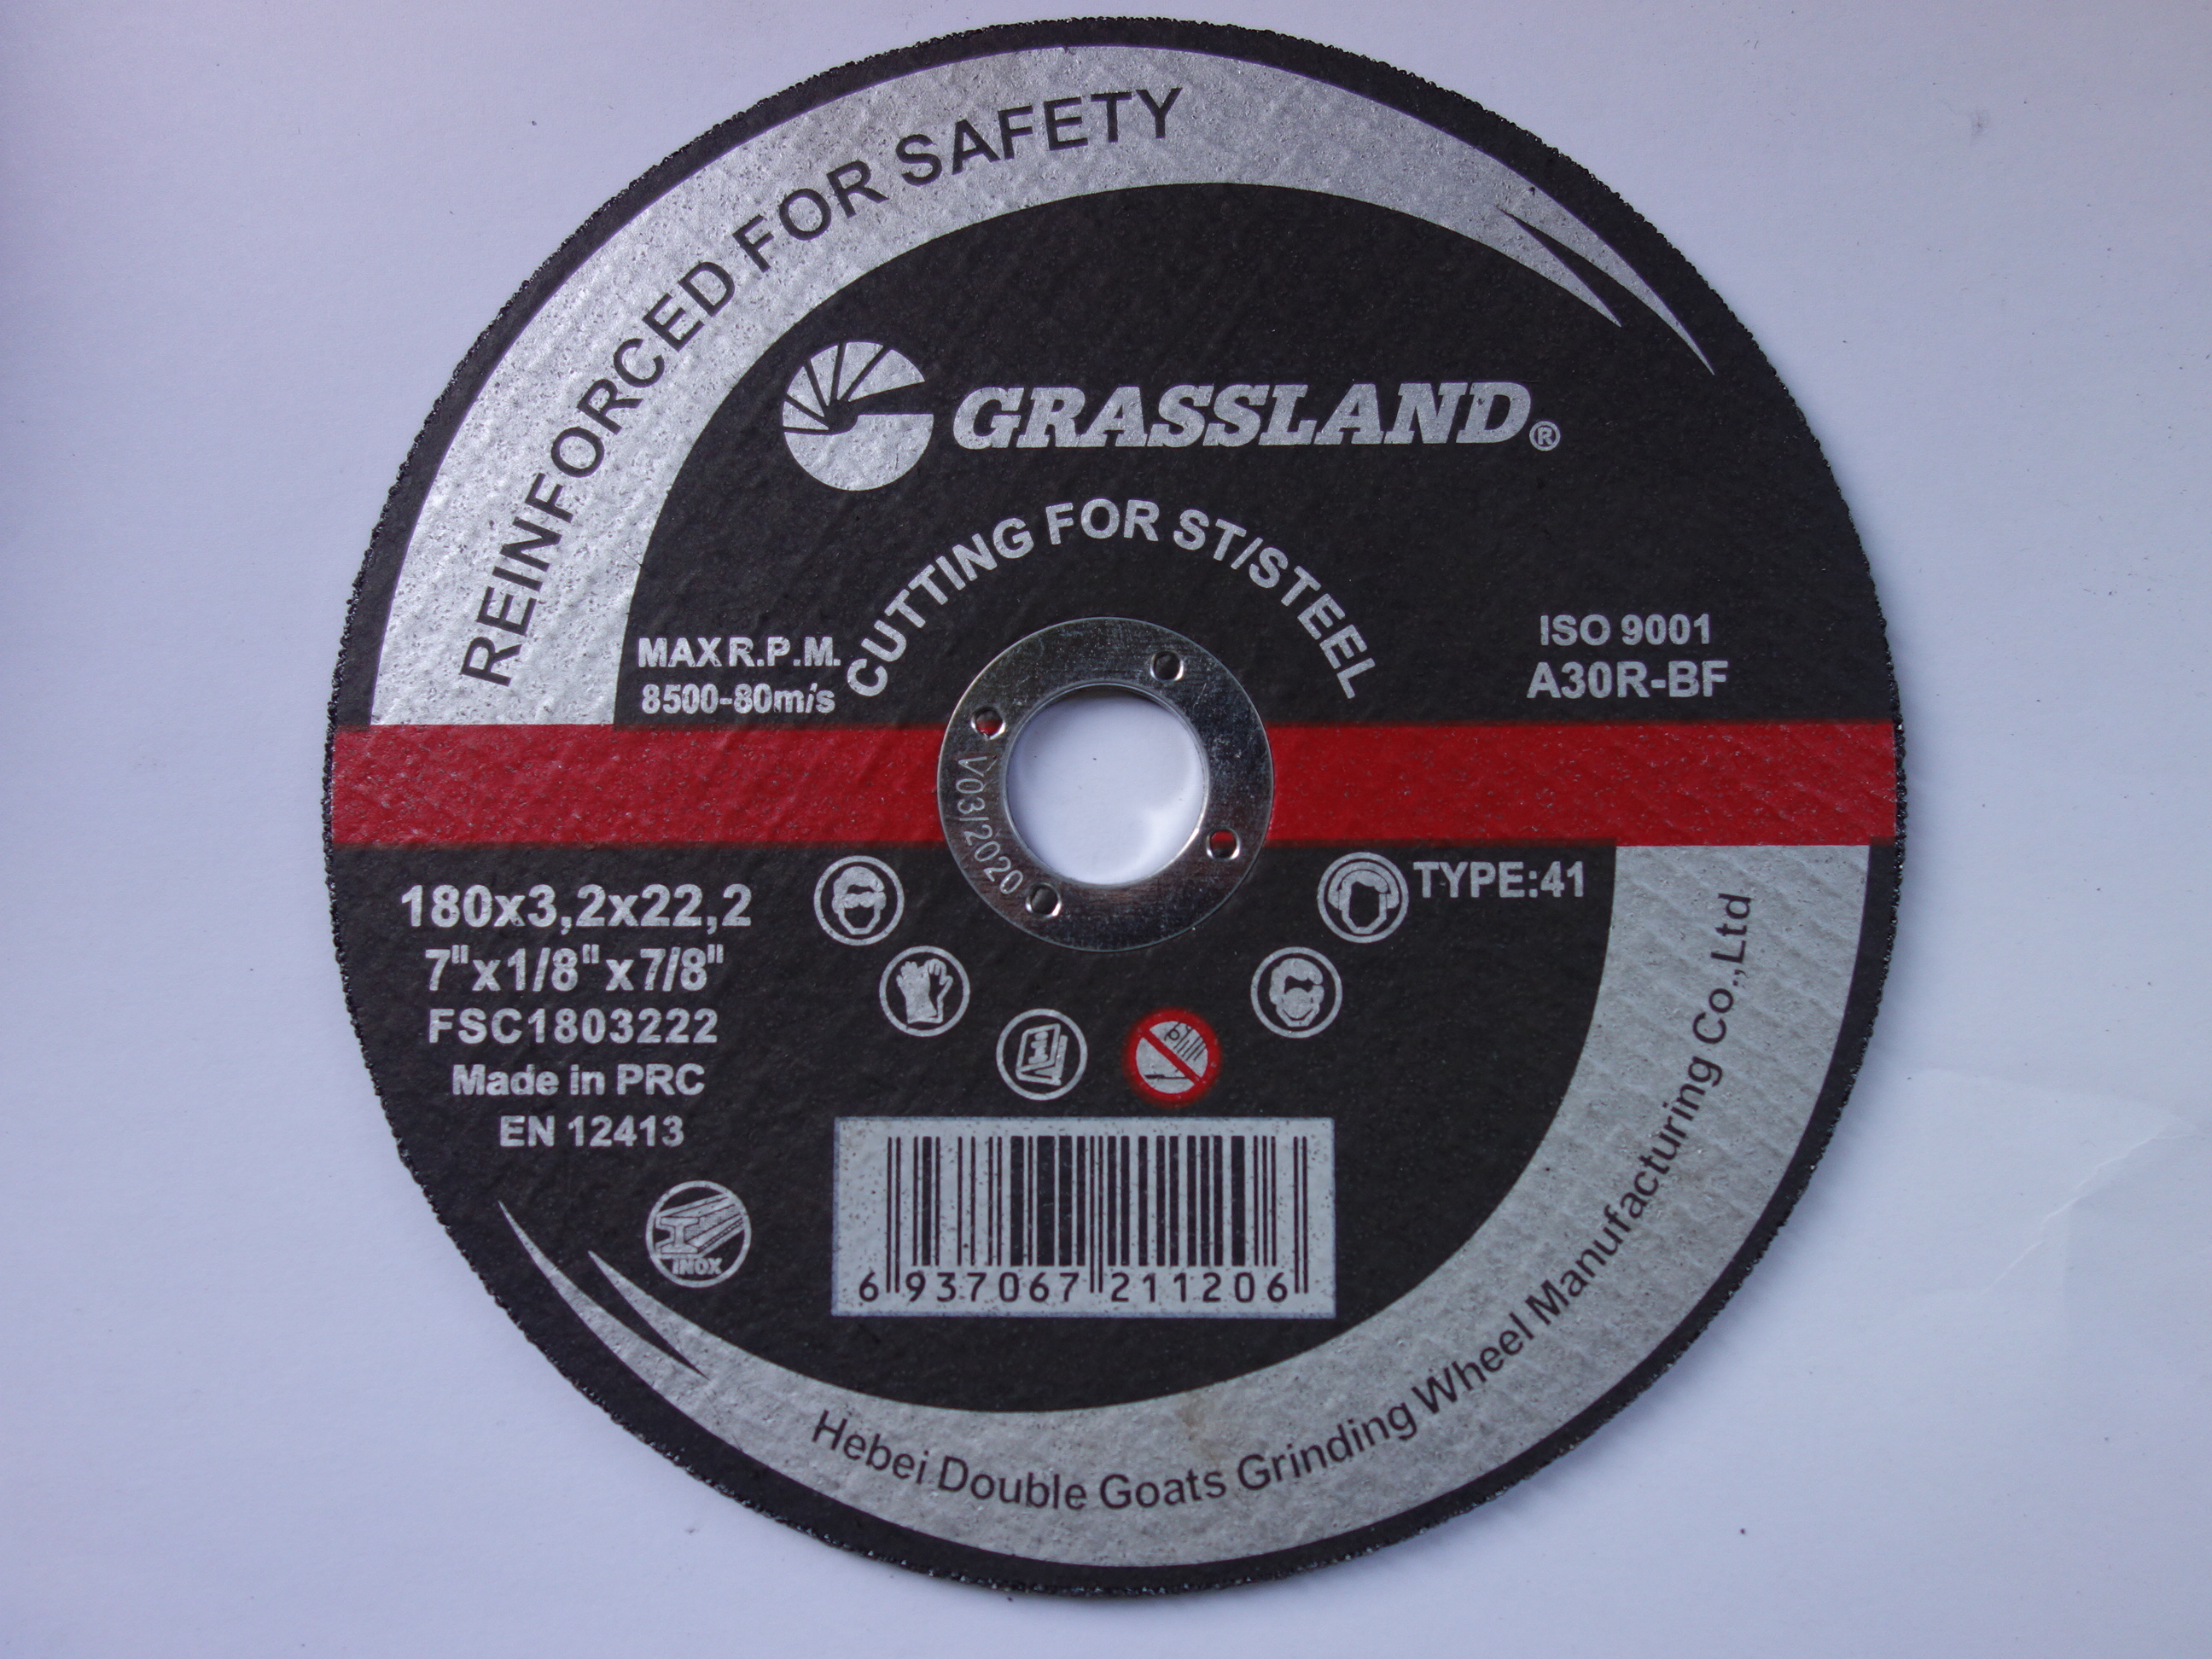 REINFORCED FOR SAFETY
GRASSLAND®
CUTTING FOR ST/STEEL
MAX R.P.M.
8500-80m/s
ISO 9001
A30R-BF
V03/2020
180x3,2x22,2
7"x1/8"x7/8"
FSC1803222
Made in PRC
EN 12413
TYPE:41
INOX
6 937067 211206
Hebei Double Goats Grinding Wheel Manufacturing Co.,Ltd